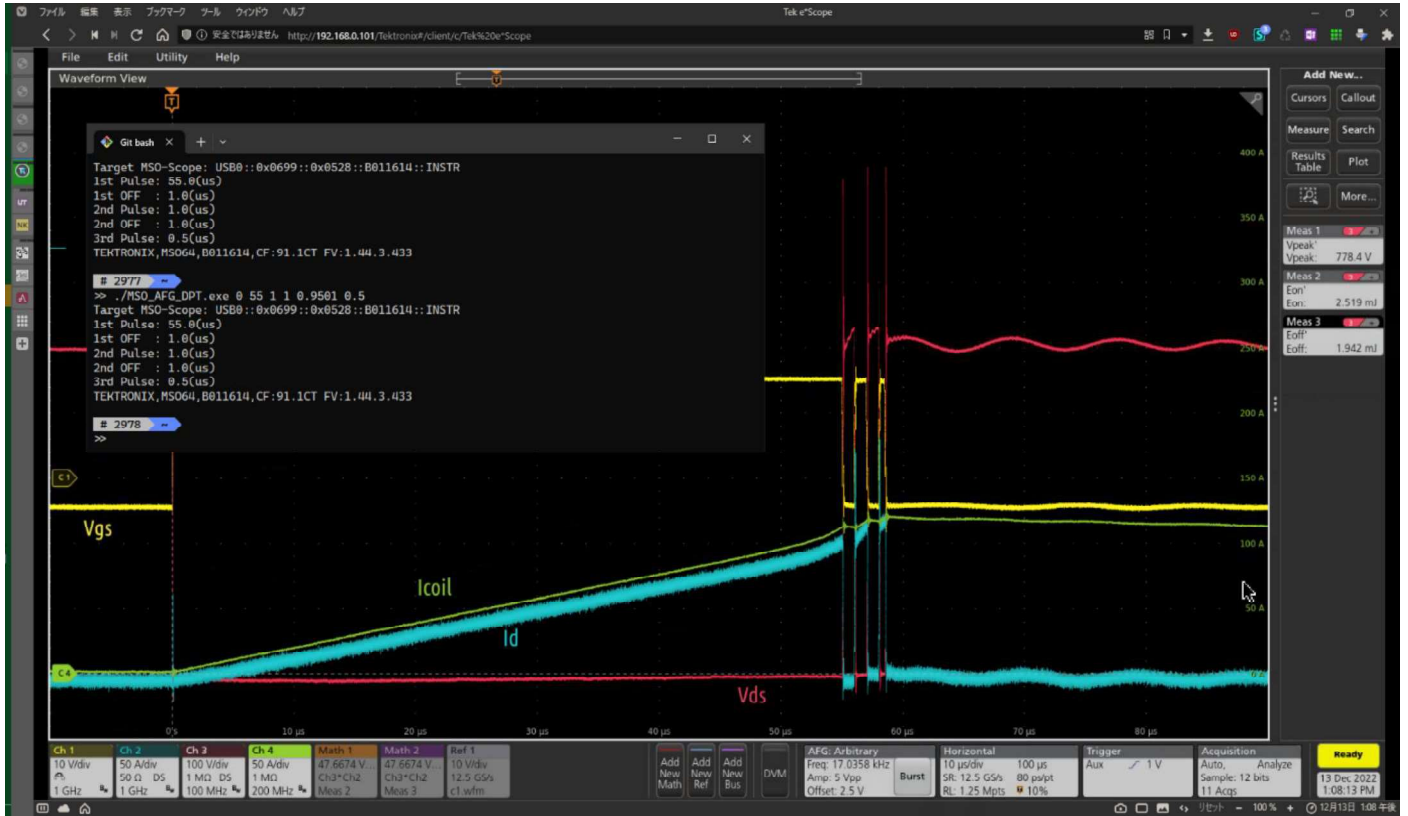 ファイル 編集 表示 ブックマーク ツール ウィンドウ ヘルプ
Tek e*Scope
安全ではありません http://192.168.0.101/Tektronix#/client/c/Tek%20e*Scope
File Edit Utility Help
Waveform View
Git bash
Target MSO-Scope: USB0::0x0699::0x0528::B011614::INSTR
1st Pulse: 55.0(us)
1st OFF : 1.0(us)
2nd Pulse: 1.0(us)
2nd OFF : 1.0(us)
3rd Pulse: 0.5(us)
TEKTRONIX,MSO64,B011614,CF:91.1CT FV:1.44.3.433
# 2977 ~
>> ./MSO_AFG_DPT.exe 0 55 1 1 0.9501 0.5
Target MSO-Scope: USB0::0x0699::0x0528::B011614::INSTR
1st Pulse: 55.0(us)
1st OFF : 1.0(us)
2nd Pulse: 1.0(us)
2nd OFF : 1.0(us)
3rd Pulse: 0.5(us)
TEKTRONIX,MSO64,B011614,CF:91.1CT FV:1.44.3.433
# 2978 ~
>>
400 A
350 A
300 A
250 A
200 A
150 A
100 A
50 A
0 A
T
C1
C4
Vgs
Icoil
Id
Vds
0s 10 µs 20 µs 30 µs 40 µs 50 µs 60 µs 70 µs 80 µs
Add New...
Cursors Callout
Measure Search
Results Table Plot
More...
Meas 1
Vpeak'
Vpeak: 778.4 V
Meas 2
Eon'
Eon: 2.519 mJ
Meas 3
Eoff'
Eoff: 1.942 mJ
Ch 1
10 V/div
1 GHz
Ch 2
50 A/div
50 Ω DS
1 GHz
Ch 3
100 V/div
1 MΩ DS
100 MHz
Ch 4
50 A/div
1 MΩ
200 MHz
Math 1
47.6674 V...
Ch3*Ch2
Meas 2
Math 2
47.6674 V...
Ch3*Ch2
Meas 3
Ref 1
10 V/div
12.5 GS/s
c1.wfm
Add New Math
Add New Ref
Add New Bus
DVM
AFG: Arbitrary
Freq: 17.0358 kHz
Amp: 5 Vpp
Offset: 2.5 V
Burst
Horizontal
10 µs/div 100 µs
SR: 12.5 GS/s 80 ps/pt
RL: 1.25 Mpts 10%
Trigger
Aux 1 V
Acquisition
Auto, Analyze
Sample: 12 bits
11 Acqs
Ready
13 Dec 2022
1:08:13 PM
リセット 100 % 12月13日 1:08 午後